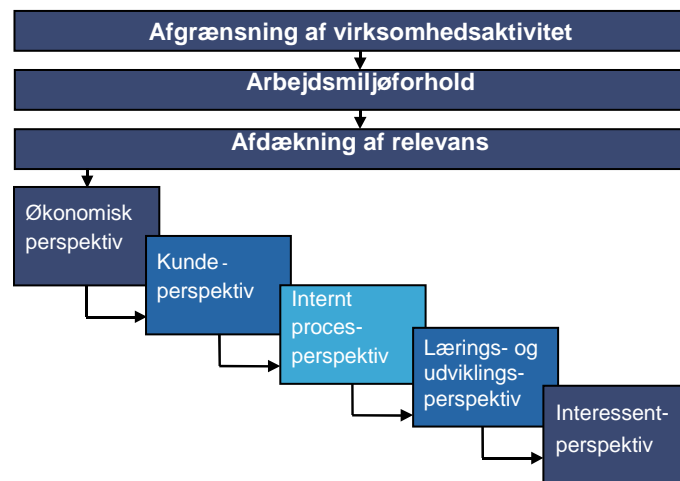 Afgrænsning af virksomhedsaktivitet
Arbejdsmiljøforhold
Afdækning af relevans
Økonomisk
perspektiv
Kunde-
perspektiv
Internt
proces-
perspektiv
Lærings- og
udviklings-
perspektiv
Interessent-
perspektiv